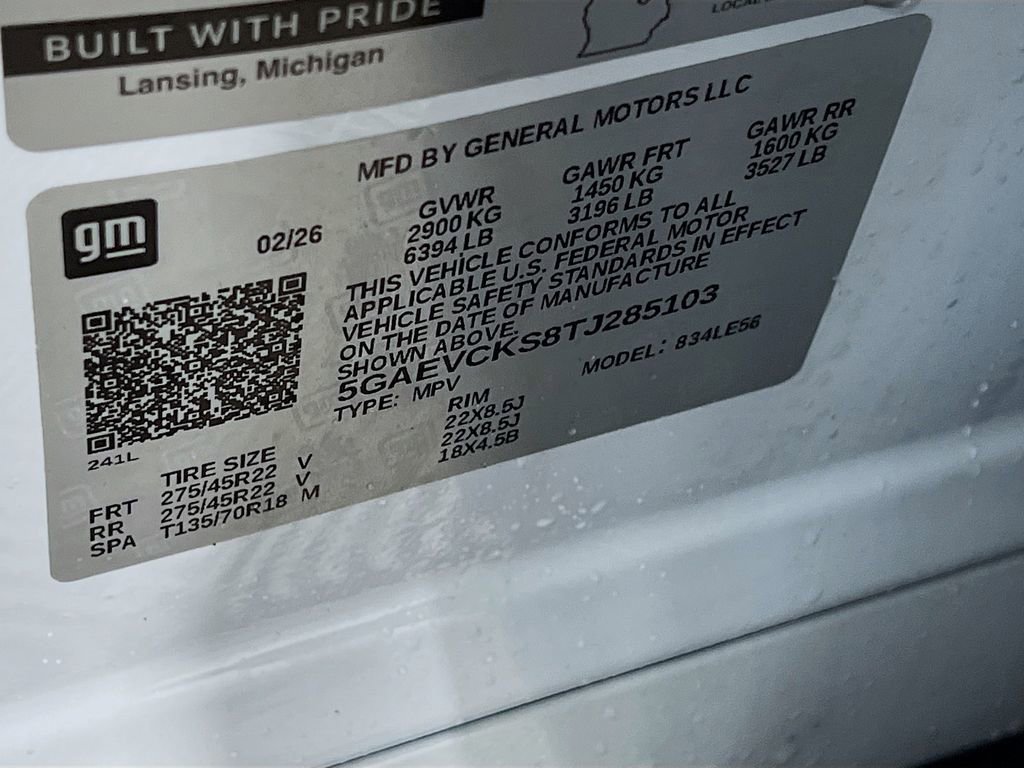 BUILT WITH PRIDE
Lansing, Michigan
MFD BY GENERAL MOTORS LLC
gm
02/26
GVWR
2900 KG
6394 LB
GAWR FRT
1450 KG
3196 LB
GAWR RR
1600 KG
3527 LB
THIS VEHICLE CONFORMS TO ALL
APPLICABLE U.S. FEDERAL MOTOR
VEHICLE SAFETY STANDARDS IN EFFECT
ON THE DATE OF MANUFACTURE
SHOWN ABOVE.
5GAEVCKS8TJ285103
TYPE: MPV
MODEL: 834LE56
241L
TIRE SIZE
RIM
FRT 275/45R22 V 22X8.5J
RR 275/45R22 V 22X8.5J
SPA T135/70R18 M 18X4.5B